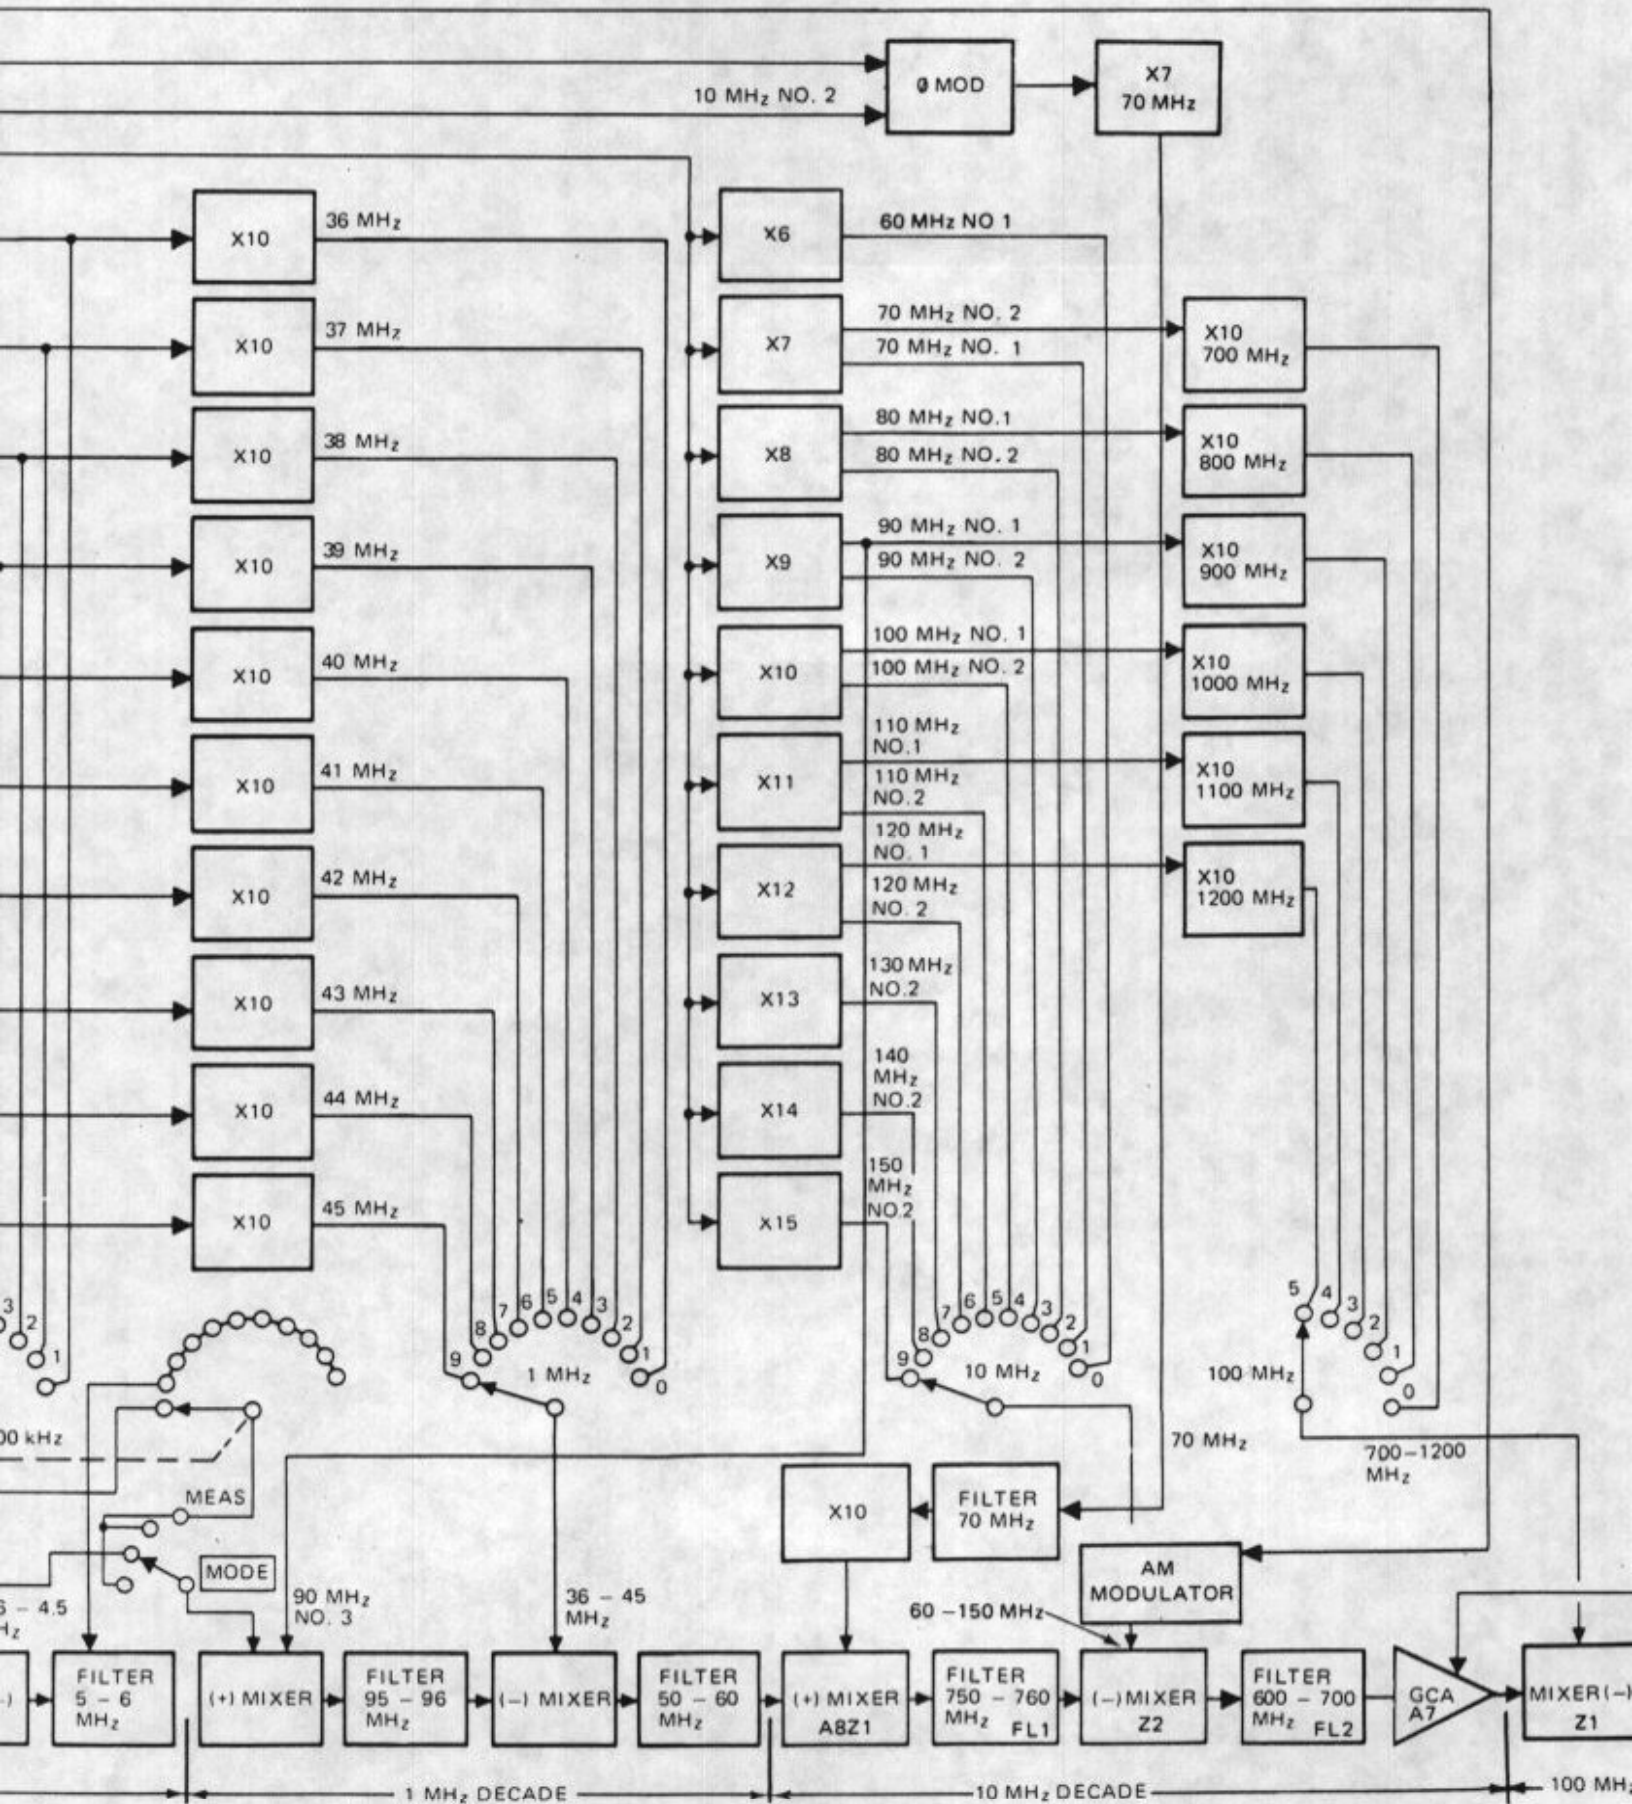 10 MHz NO. 2
Ø MOD
X7
70 MHz
X10
36 MHz
X10
37 MHz
X10
38 MHz
X10
39 MHz
X10
40 MHz
X10
41 MHz
X10
42 MHz
X10
43 MHz
X10
44 MHz
X10
45 MHz
X6
60 MHz NO 1
X7
70 MHz NO. 2
70 MHz NO. 1
X8
80 MHz NO.1
80 MHz NO.2
X9
90 MHz NO. 1
90 MHz NO. 2
X10
100 MHz NO. 1
100 MHz NO. 2
X11
110 MHz
NO.1
110 MHz
NO.2
X12
120 MHz
NO. 1
120 MHz
NO. 2
X13
130 MHz
NO.2
X14
140
MHz
NO.2
X15
150
MHz
NO.2
X10
700 MHz
X10
800 MHz
X10
900 MHz
X10
1000 MHz
X10
1100 MHz
X10
1200 MHz
3
2
1
9
8
7
6
5
4
3
2
1
0
1 MHz
9
8
7
6
5
4
3
2
1
0
10 MHz
5
4
3
2
1
0
100 MHz
700-1200
MHz
70 MHz
00 kHz
MEAS
MODE
90 MHz
NO. 3
36 - 45
MHz
X10
FILTER
70 MHz
AM
MODULATOR
60 -150 MHz
6 - 4.5
Hz
-)
FILTER
5 - 6
MHz
(+) MIXER
FILTER
95 - 96
MHz
(-) MIXER
FILTER
50 - 60
MHz
(+) MIXER
A8Z1
FILTER
750 - 760
MHz FL1
(-) MIXER
Z2
FILTER
600 - 700
MHz FL2
GCA
A7
MIXER (-)
Z1
1 MHz DECADE
10 MHz DECADE
100 MHz